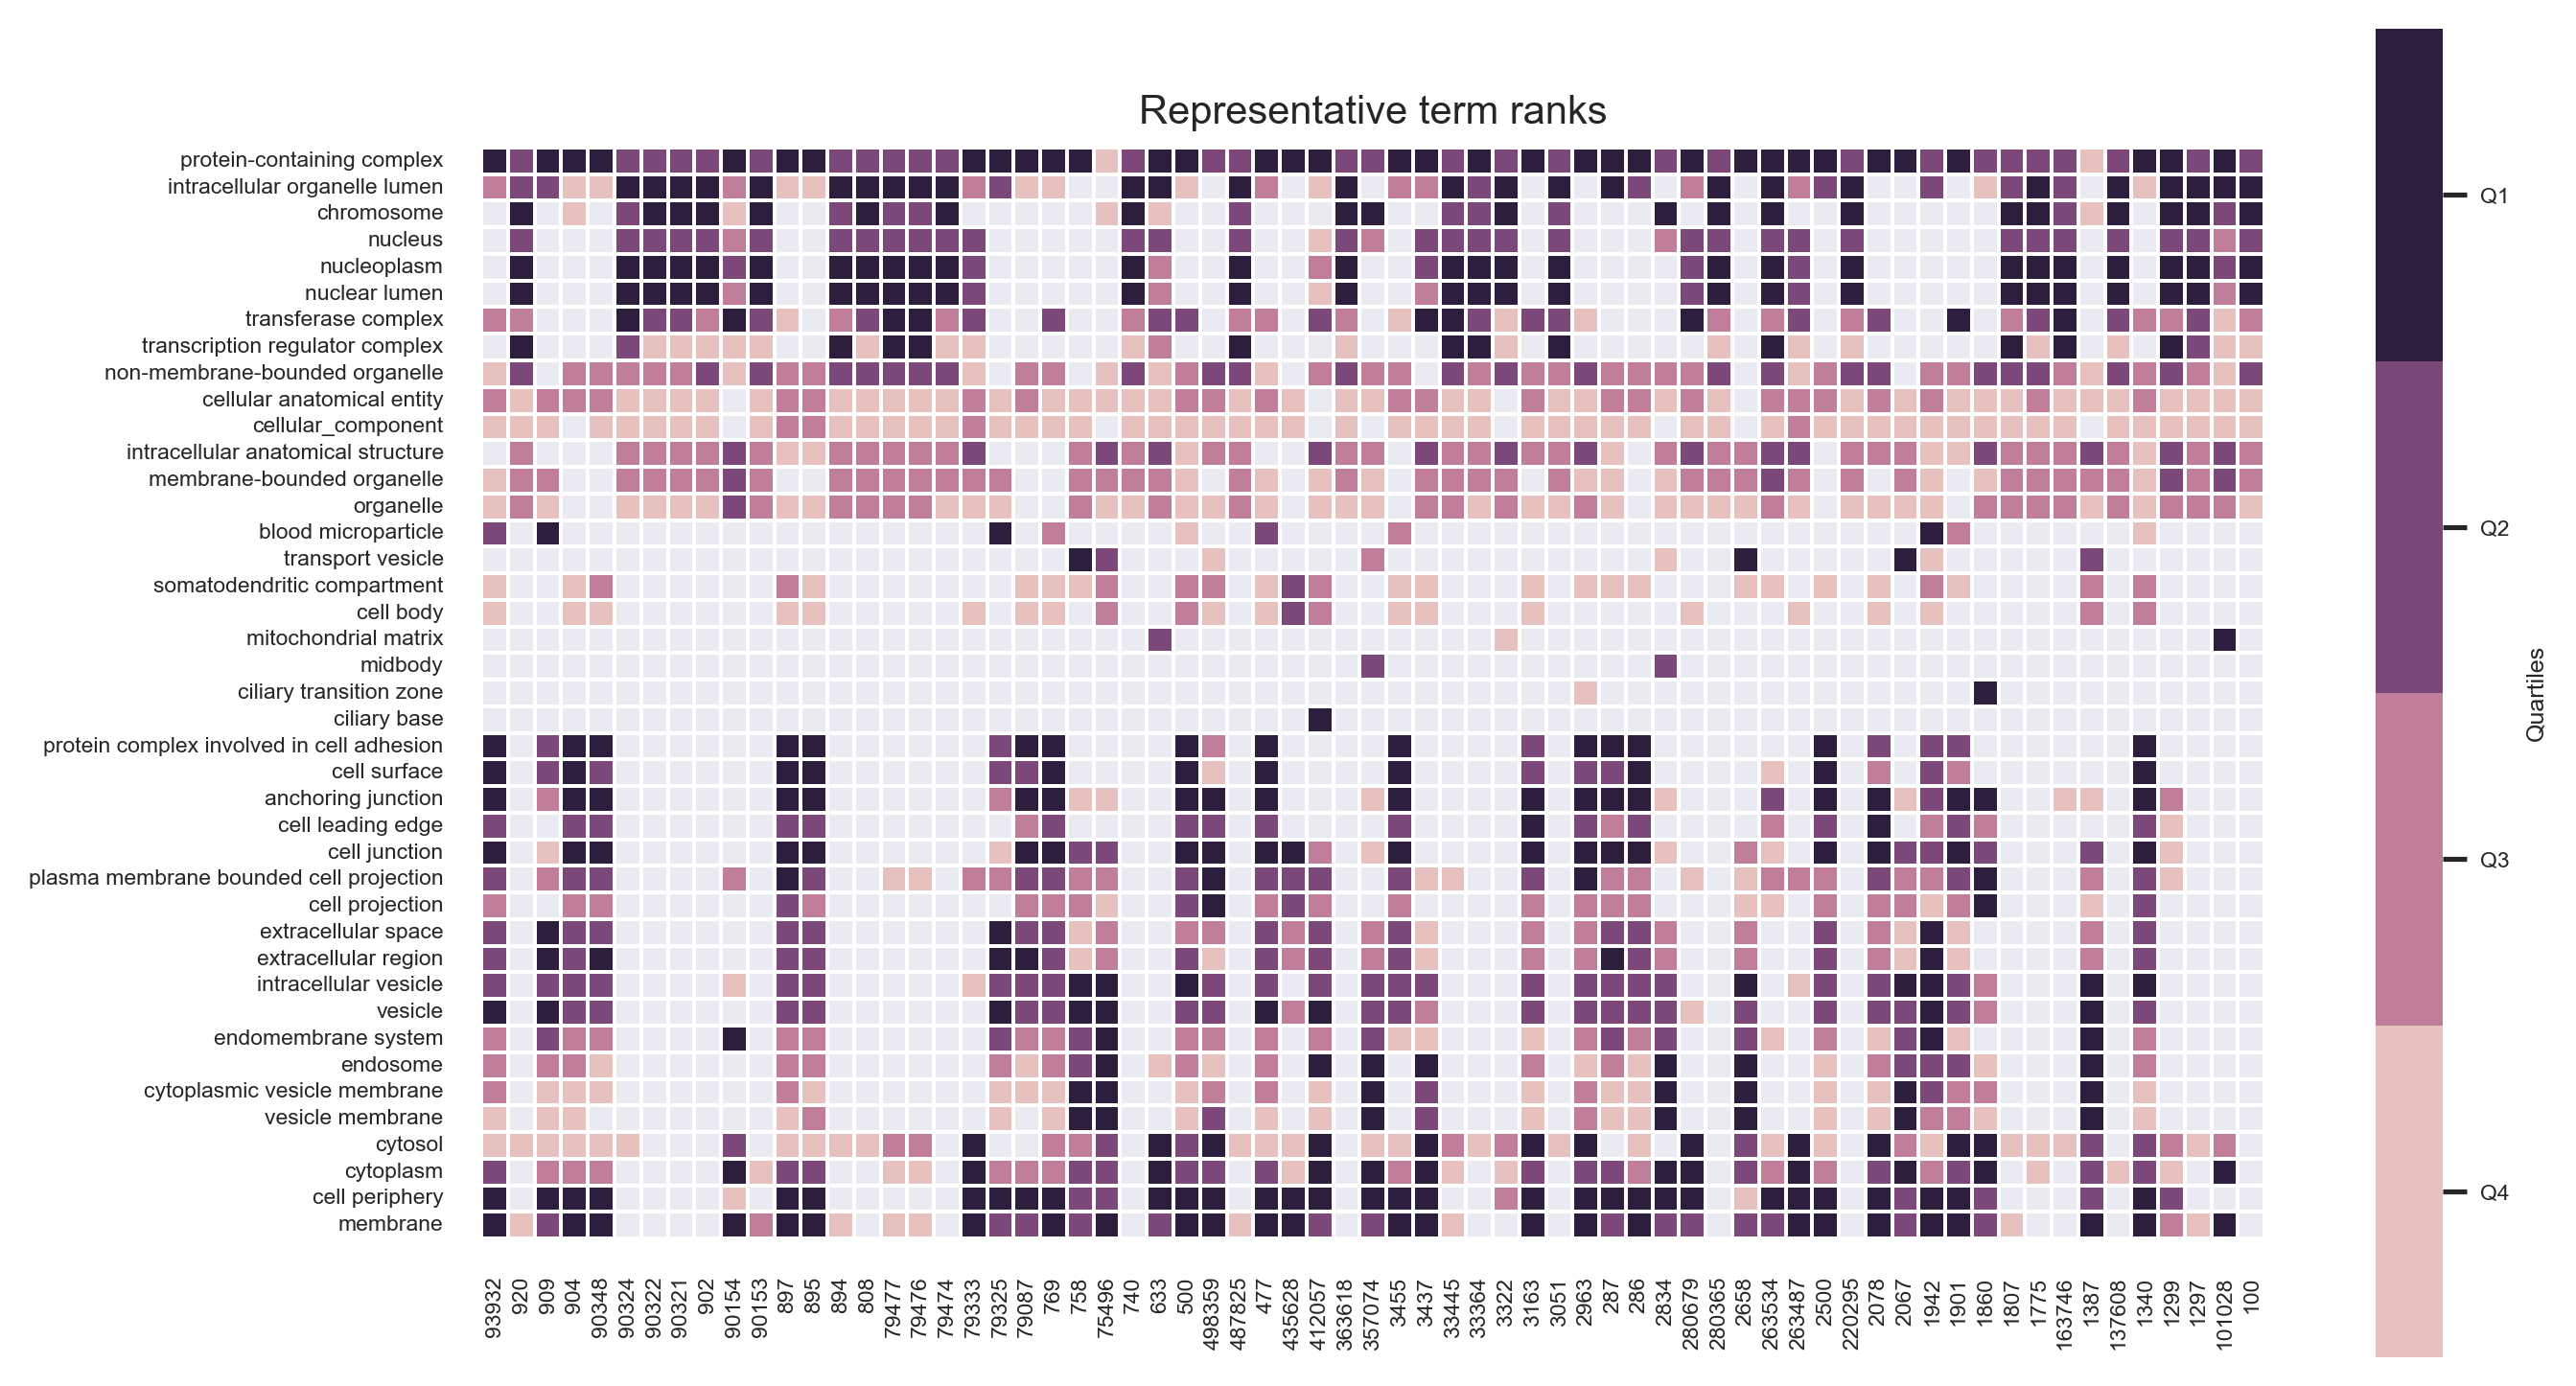 Representative term ranks
protein-containing complex
intracellular organelle lumen
chromosome
nucleus
nucleoplasm
nuclear lumen
transferase complex
transcription regulator complex
non-membrane-bounded organelle
cellular anatomical entity
cellular_component
intracellular anatomical structure
membrane-bounded organelle
organelle
blood microparticle
transport vesicle
somatodendritic compartment
cell body
mitochondrial matrix
midbody
ciliary transition zone
ciliary base
protein complex involved in cell adhesion
cell surface
anchoring junction
cell leading edge
cell junction
plasma membrane bounded cell projection
cell projection
extracellular space
extracellular region
intracellular vesicle
vesicle
endomembrane system
endosome
cytoplasmic vesicle membrane
vesicle membrane
cytosol
cytoplasm
cell periphery
membrane
93932
920
909
904
90348
90324
90322
90321
902
90154
90153
897
895
894
808
79477
79476
79474
79333
79325
79087
769
758
75496
740
633
500
498359
487825
477
435628
412057
363618
357074
3455
3437
33445
33364
3322
3163
3051
2963
287
286
2834
280679
280365
2658
263534
263487
2500
220295
2078
2067
1942
1901
1860
1807
1775
163746
1387
137608
1340
1299
1297
101028
100
Q1
Q2
Q3
Q4
Quartiles